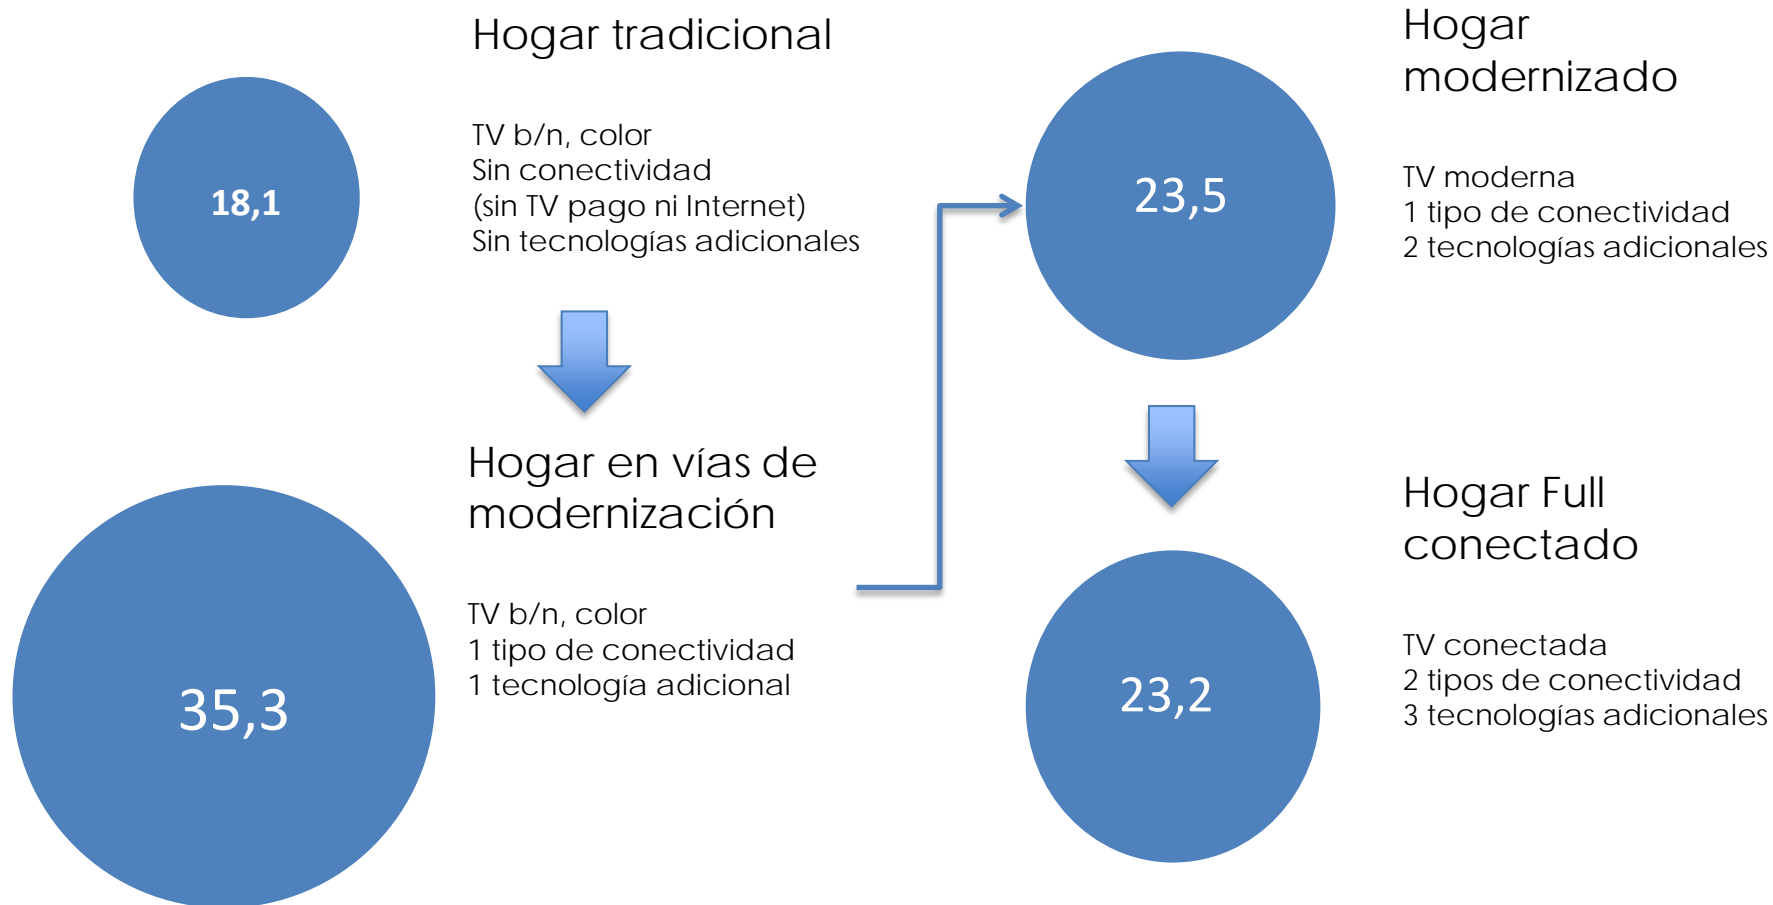 Hogar tradicional
18,1
TV b/n, color
Sin conectividad
(sin TV pago ni Internet)
Sin tecnologías adicionales
Hogar en vías de
modernización
35,3
TV b/n, color
1 tipo de conectividad
1 tecnología adicional
Hogar
modernizado
23,5
TV moderna
1 tipo de conectividad
2 tecnologías adicionales
Hogar Full
conectado
23,2
TV conectada
2 tipos de conectividad
3 tecnologías adicionales